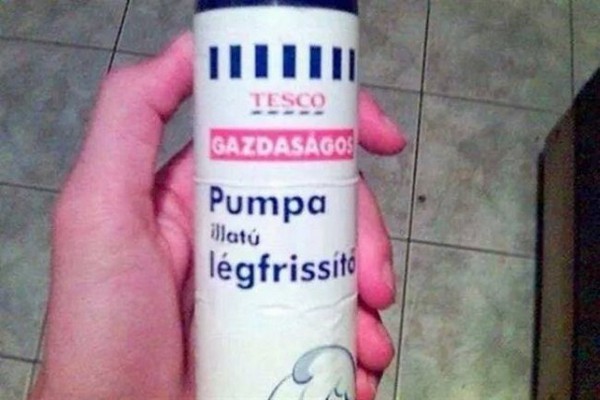 TESCO
GAZDASÁGOS
Pumpa
illatú
légfrissítő